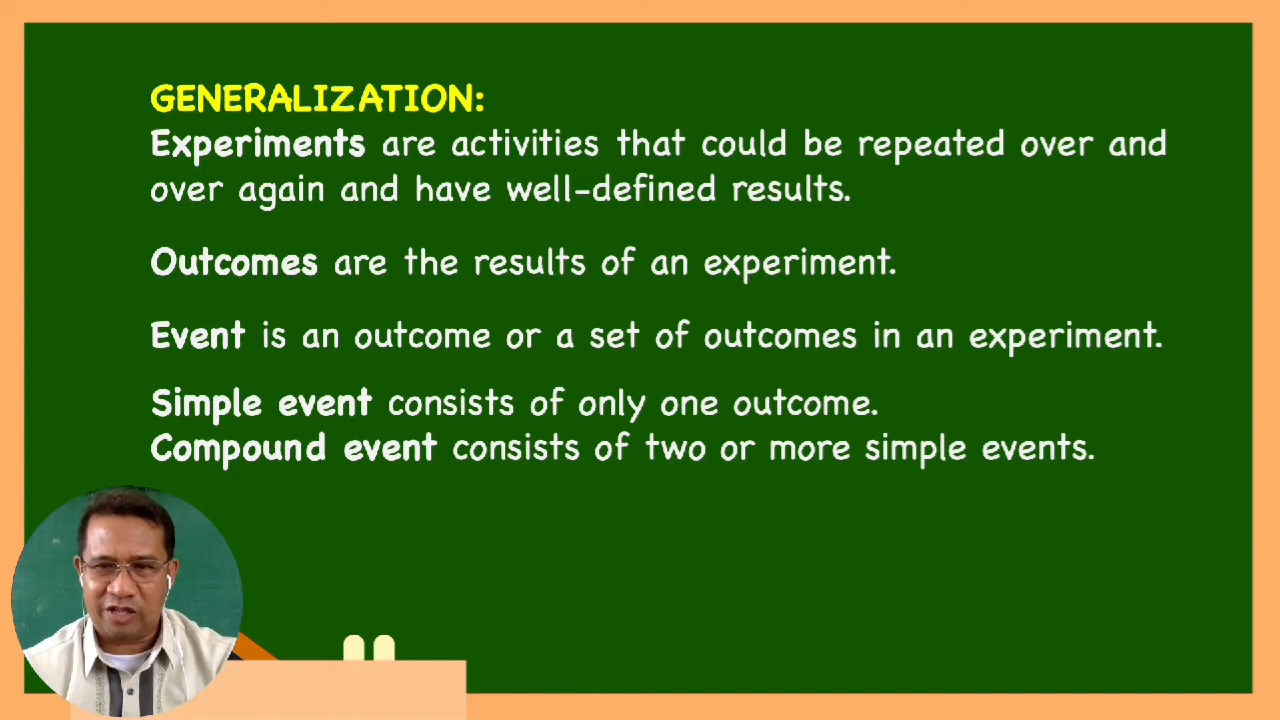 GENERALIZATION:
Experiments are activities that could be repeated over and
over again and have well-defined results.
Outcomes are the results of an experiment.
Event is an outcome or a set of outcomes in an experiment.
Simple event consists of only one outcome.
Compound event consists of two or more simple events.